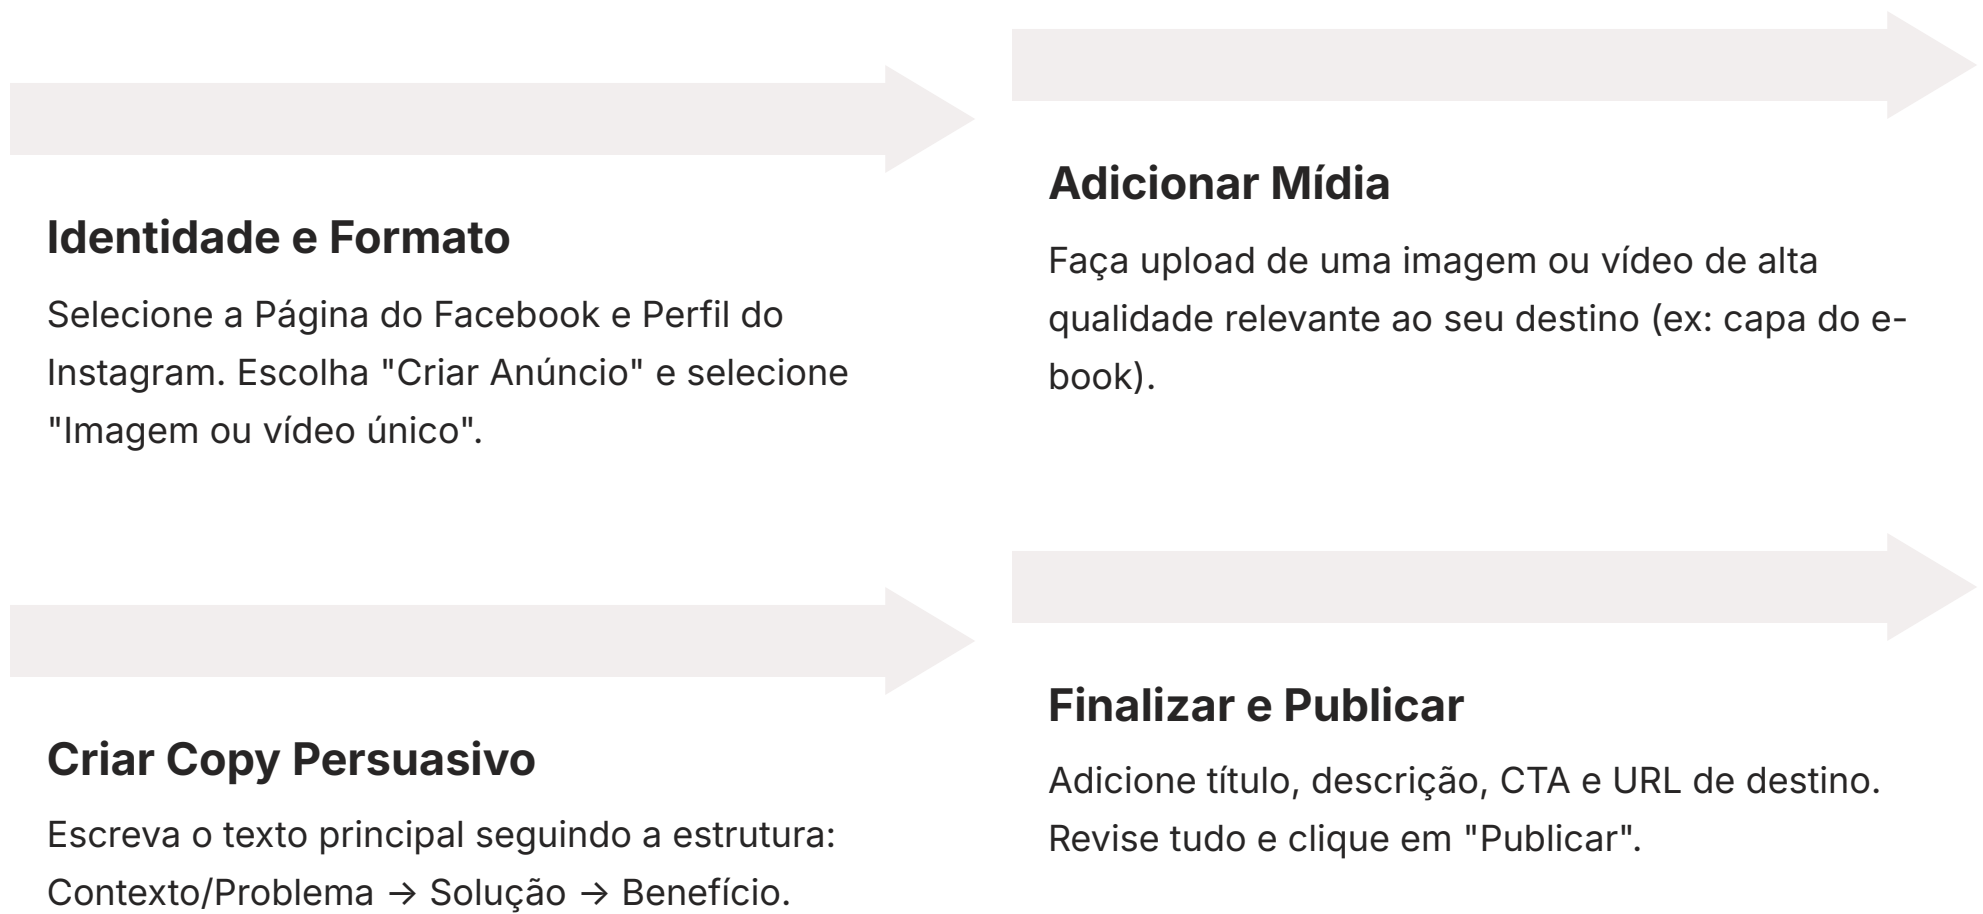 Identidade e Formato
Selecione a Página do Facebook e Perfil do
Instagram. Escolha "Criar Anúncio" e selecione
"Imagem ou vídeo único".
Adicionar Mídia
Faça upload de uma imagem ou vídeo de alta
qualidade relevante ao seu destino (ex: capa do e-
book).
Criar Copy Persuasivo
Escreva o texto principal seguindo a estrutura:
Contexto/Problema → Solução → Benefício.
Finalizar e Publicar
Adicione título, descrição, CTA e URL de destino.
Revise tudo e clique em "Publicar".